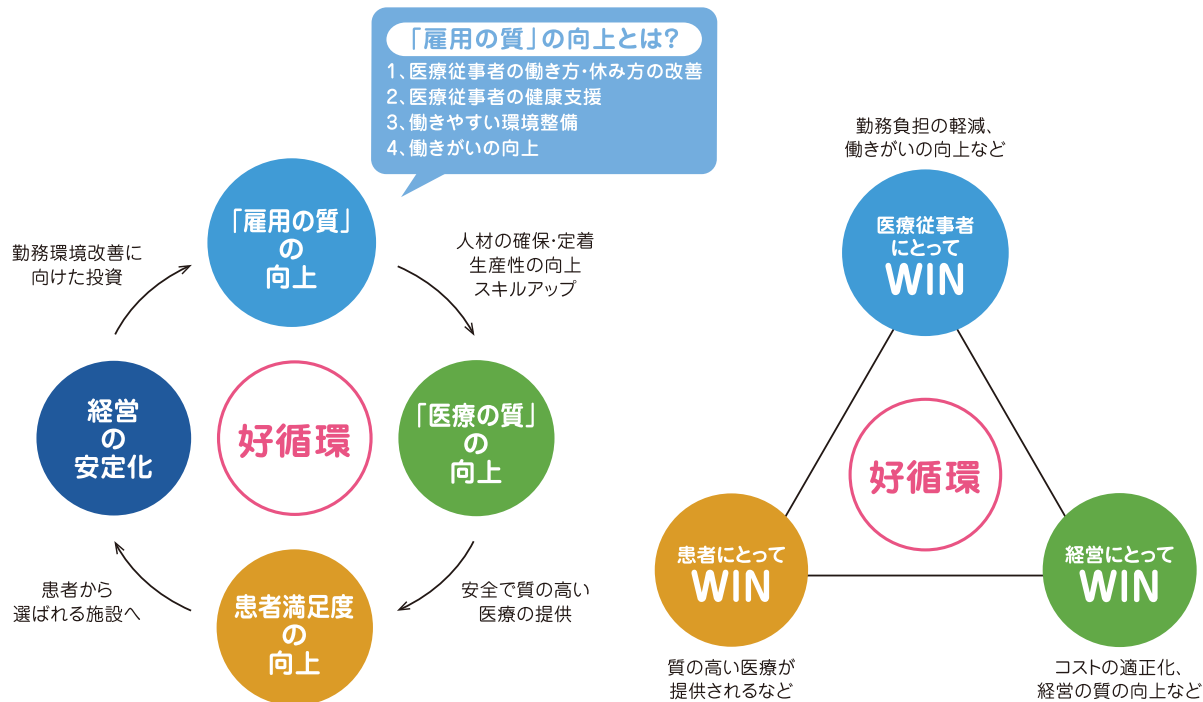 「雇用の質」の向上とは?
1、医療従事者の働き方・休み方の改善
2、医療従事者の健康支援
3、働きやすい環境整備
4、働きがいの向上
「雇用の質」
の
向上
人材の確保・定着
生産性の向上
スキルアップ
「医療の質」
の
向上
安全で質の高い
医療の提供
患者満足度
の
向上
患者から
選ばれる施設へ
経営
の
安定化
勤務環境改善に
向けた投資
好循環
勤務負担の軽減、
働きがいの向上など
医療従事者
にとって
WIN
好循環
患者にとって
WIN
質の高い医療が
提供されるなど
経営にとって
WIN
コストの適正化、
経営の質の向上など